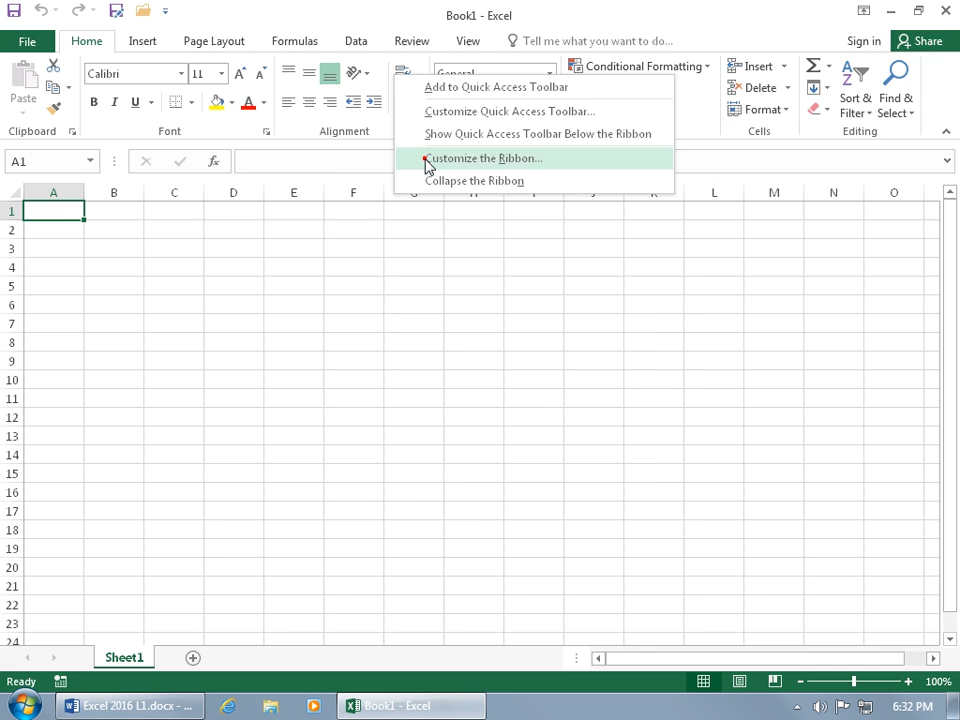 Book1 - Excel
File Home Insert Page Layout Formulas Data Review View Tell me what you want to do... Sign in Share
Calibri 11 General Conditional Formatting Insert
Paste Delete Sort & Find &
B I U A Format Filter Select
Clipboard Font Alignment Cells Editing
Add to Quick Access Toolbar
Customize Quick Access Toolbar...
Show Quick Access Toolbar Below the Ribbon
Customize the Ribbon...
Collapse the Ribbon
A1 fx
A B C D E F G L M N O
1
2
3
4
5
6
7
8
9
10
11
12
13
14
15
16
17
18
19
20
21
22
23
24
Sheet1
Ready 100%
Excel 2016 L1.docx - ... Book1 - Excel 6:32 PM